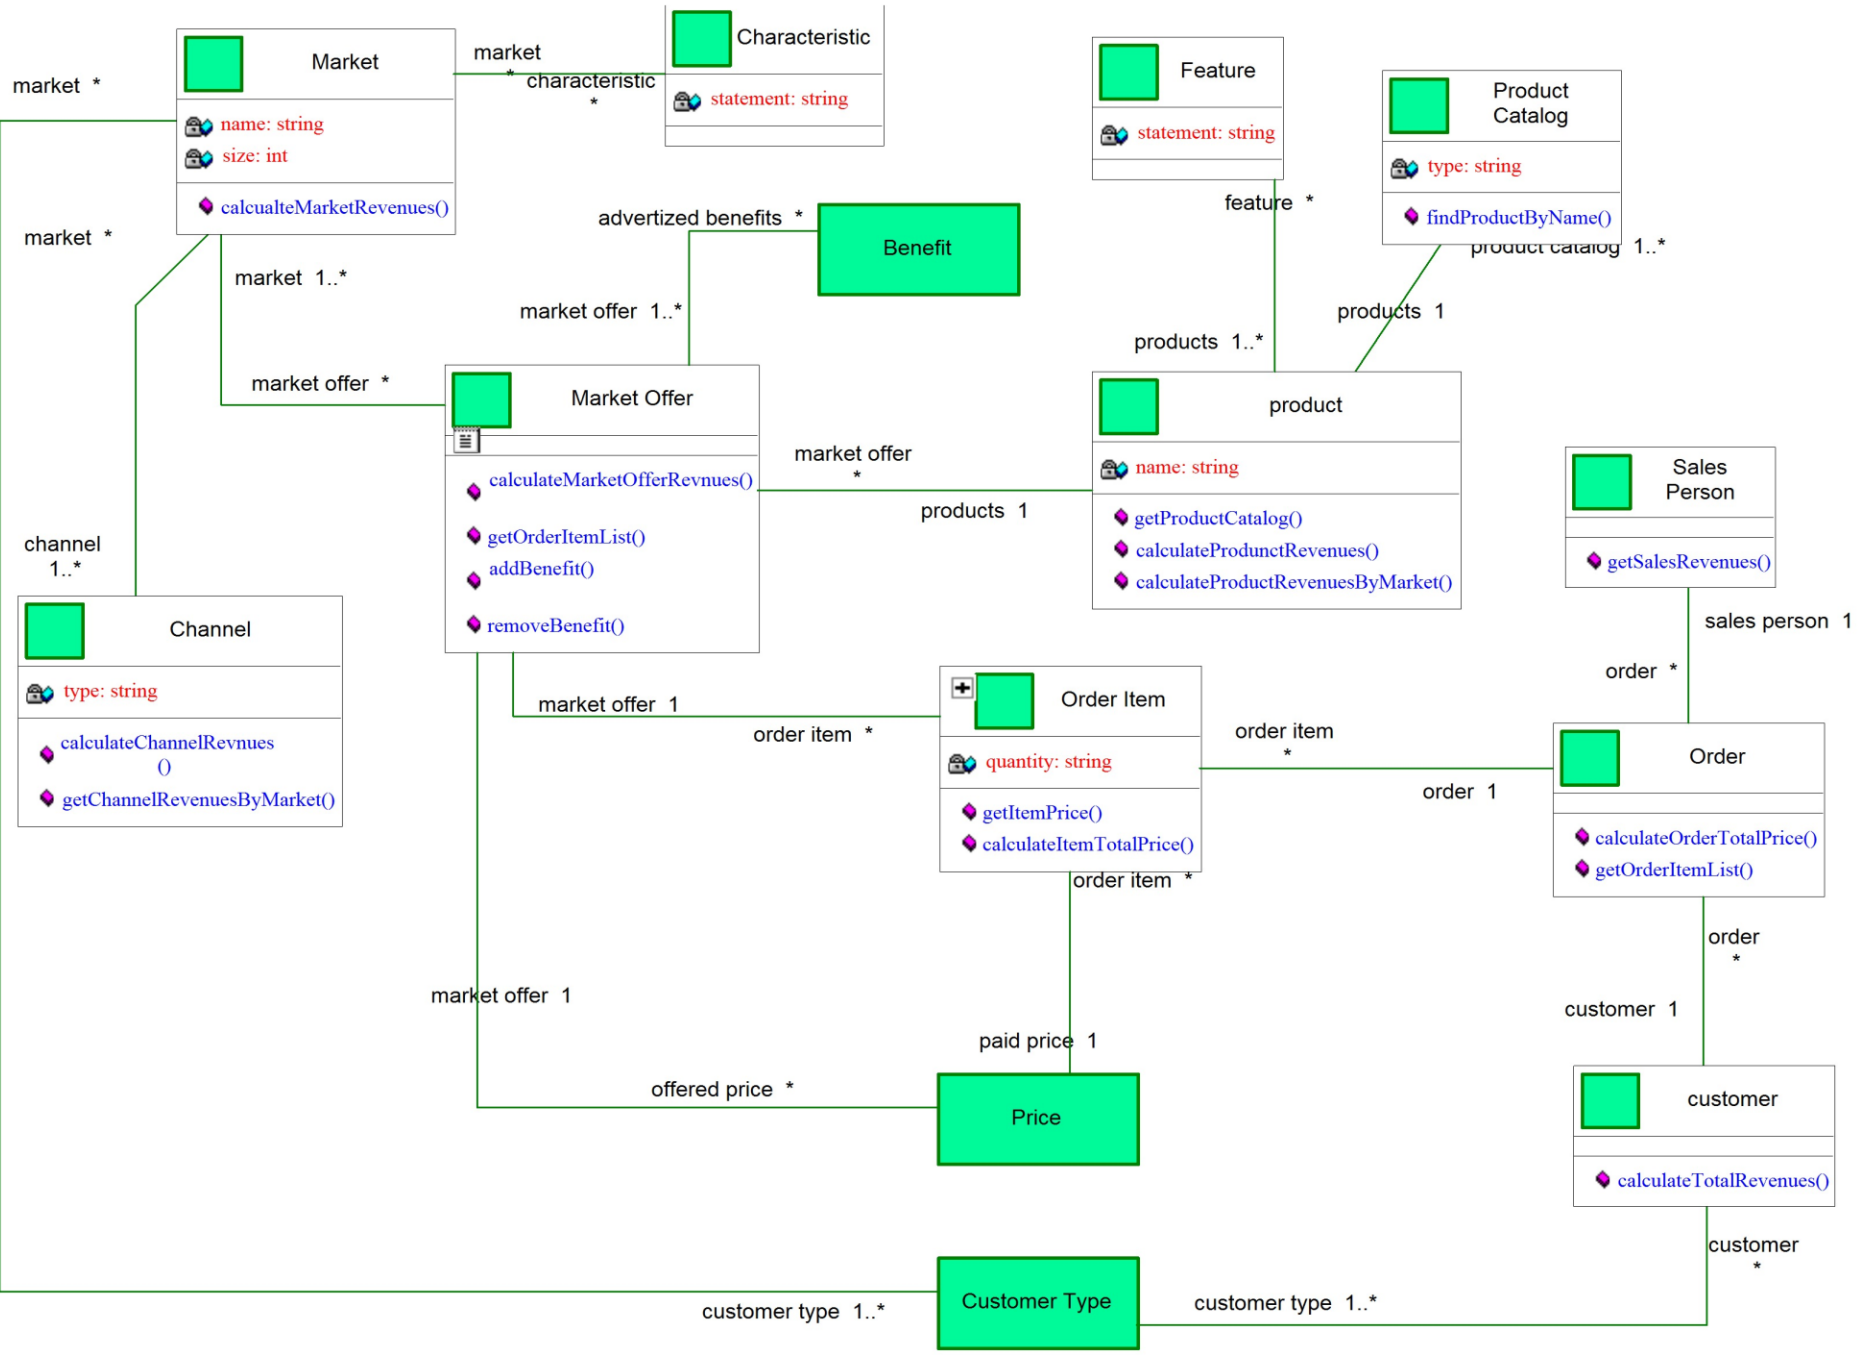 Market
name: string
size: int
calcualteMarketRevenues()
market *
market
*
characteristic
*
Characteristic
statement: string
Feature
statement: string
feature *
Product
Catalog
type: string
findProductByName()
product catalog 1..*
market *
market 1..*
advertized benefits *
Benefit
market offer 1..*
products 1..*
products 1
market offer *
Market Offer
calculateMarketOfferRevnues()
getOrderItemList()
addBenefit()
removeBenefit()
market offer
*
products 1
product
name: string
getProductCatalog()
calculateProdunctRevenues()
calculateProductRevenuesByMarket()
Sales
Person
getSalesRevenues()
sales person 1
order *
channel
1..*
Channel
type: string
calculateChannelRevnues
()
getChannelRevenuesByMarket()
market offer 1
order item *
Order Item
quantity: string
getItemPrice()
calculateItemTotalPrice()
order item *
order item
*
order 1
Order
calculateOrderTotalPrice()
getOrderItemList()
order
*
customer 1
market offer 1
paid price 1
offered price *
Price
customer
calculateTotalRevenues()
customer
*
Customer Type
customer type 1..*
customer type 1..*